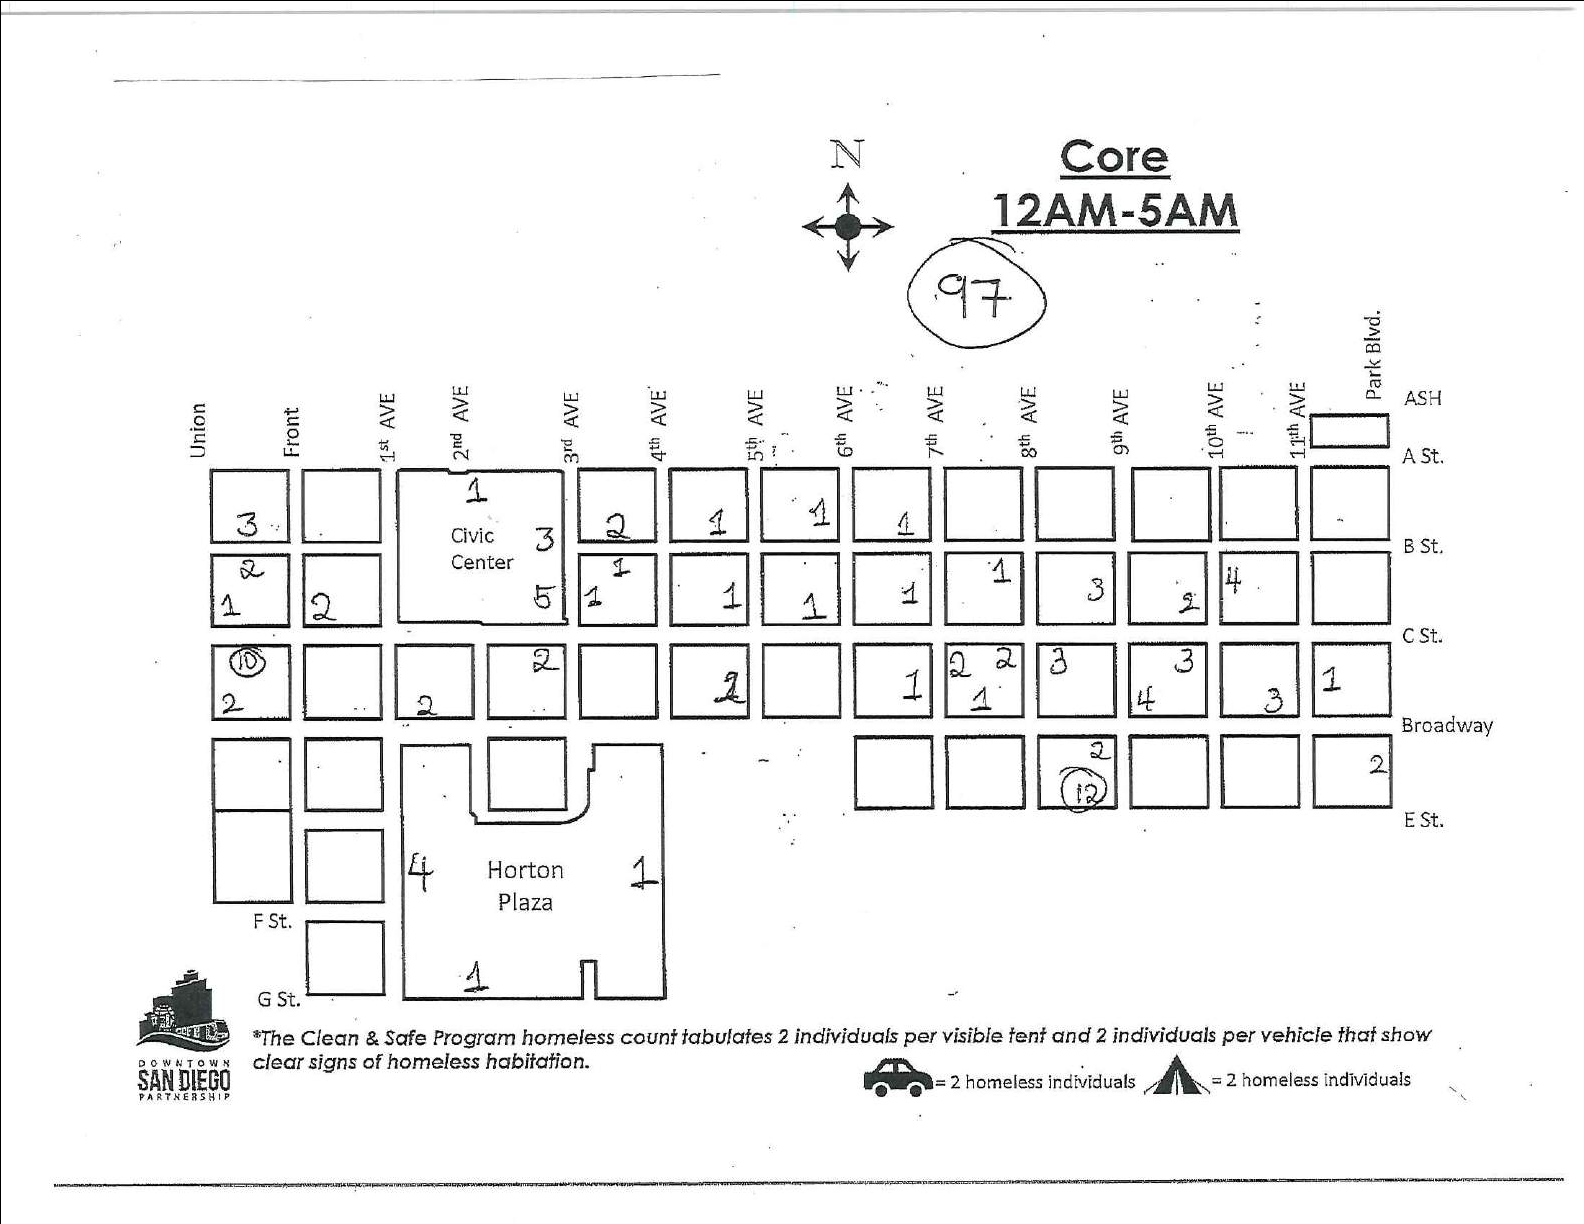 N
Core
12AM-5AM
97
Union
Front
1st AVE
2nd AVE
3rd AVE
4th AVE
5th AVE
6th AVE
7th AVE
8th AVE
9th AVE
10th AVE
11th AVE
Park Blvd.
ASH
A St.
3
1
Civic
Center
3
5
2
1
1
1
B St.
2
1
2
1
1
1
1
1
1
3
2
4
C St.
10
2
2
2
2
1
2 2
1
3
3
4
3
1
Broadway
2
12
2
E St.
4
Horton
Plaza
1
1
F St.
G St.
*The Clean & Safe Program homeless count tabulates 2 individuals per visible tent and 2 individuals per vehicle that show
clear signs of homeless habitation.
= 2 homeless individuals
= 2 homeless individuals
DOWNTOWN
SAN DIEGO
PARTNERSHIP